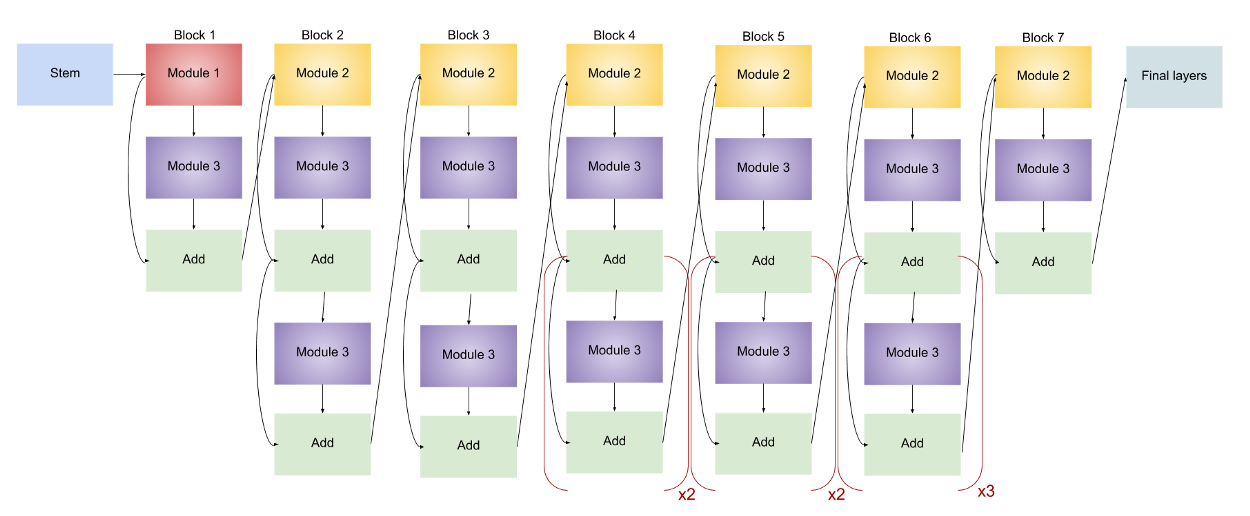 Block 1
Block 2
Block 3
Block 4
Block 5
Block 6
Block 7
Stem
Module 1
Module 2
Module 2
Module 2
Module 2
Module 2
Module 2
Final layers
Module 3
Module 3
Module 3
Module 3
Module 3
Module 3
Module 3
Add
Add
Add
Add
Add
Add
Add
Module 3
Module 3
Module 3
Module 3
Module 3
Add
Add
Add
Add
Add
x2
x2
x3